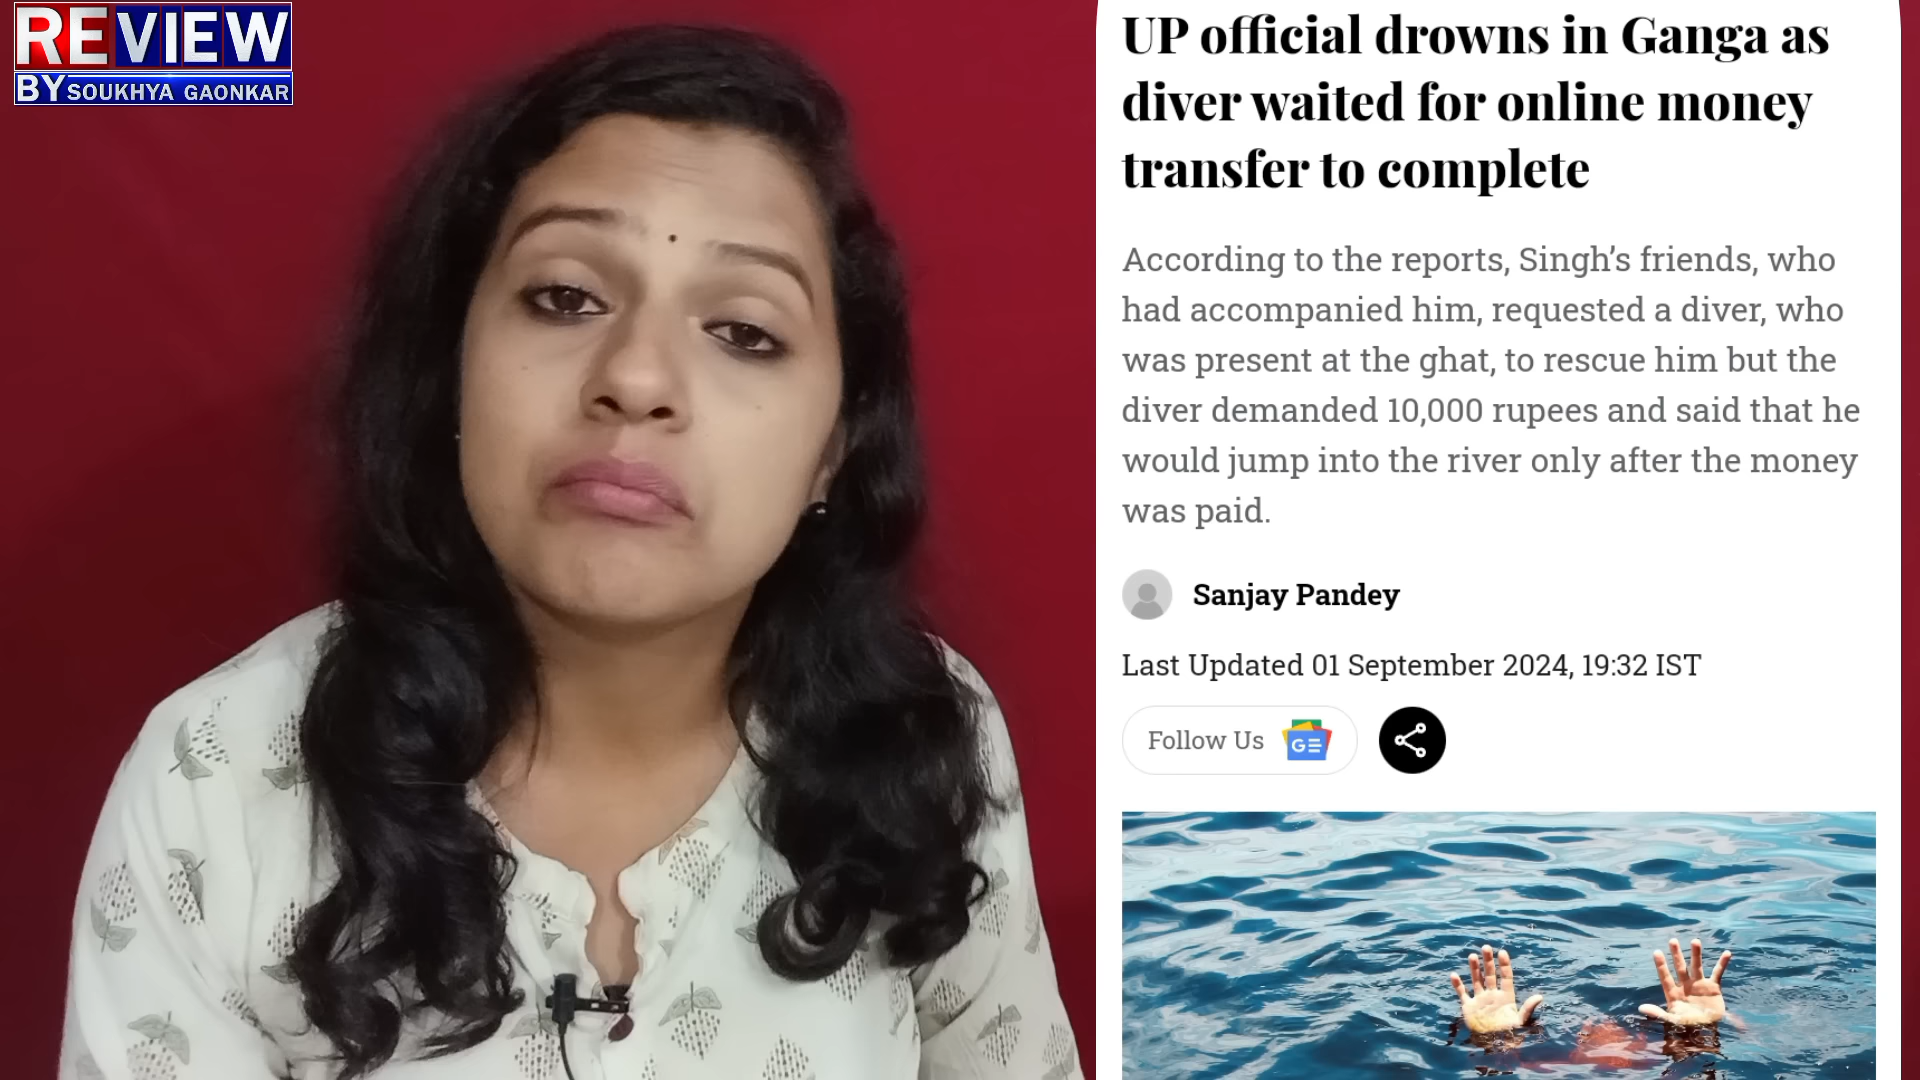 REVIEW
BY SOUKHYA GAONKAR
UP official drowns in Ganga as
diver waited for online money
transfer to complete
According to the reports, Singh’s friends, who
had accompanied him, requested a diver, who
was present at the ghat, to rescue him but the
diver demanded 10,000 rupees and said that he
would jump into the river only after the money
was paid.
Sanjay Pandey
Last Updated 01 September 2024, 19:32 IST
Follow Us GE